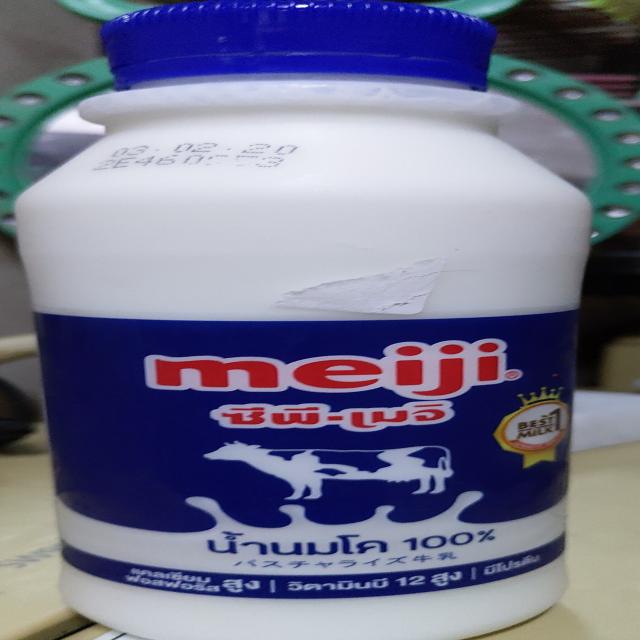 03.02.20
meiji®
ซีพี-เมจิ
BEST
MILK 1
น้ำนมโค 100%
パスチャライズ牛乳
แคลเซียม
ฟอสฟอรัส สูง | วิตามินบี 12 สูง | มีโปรตีน